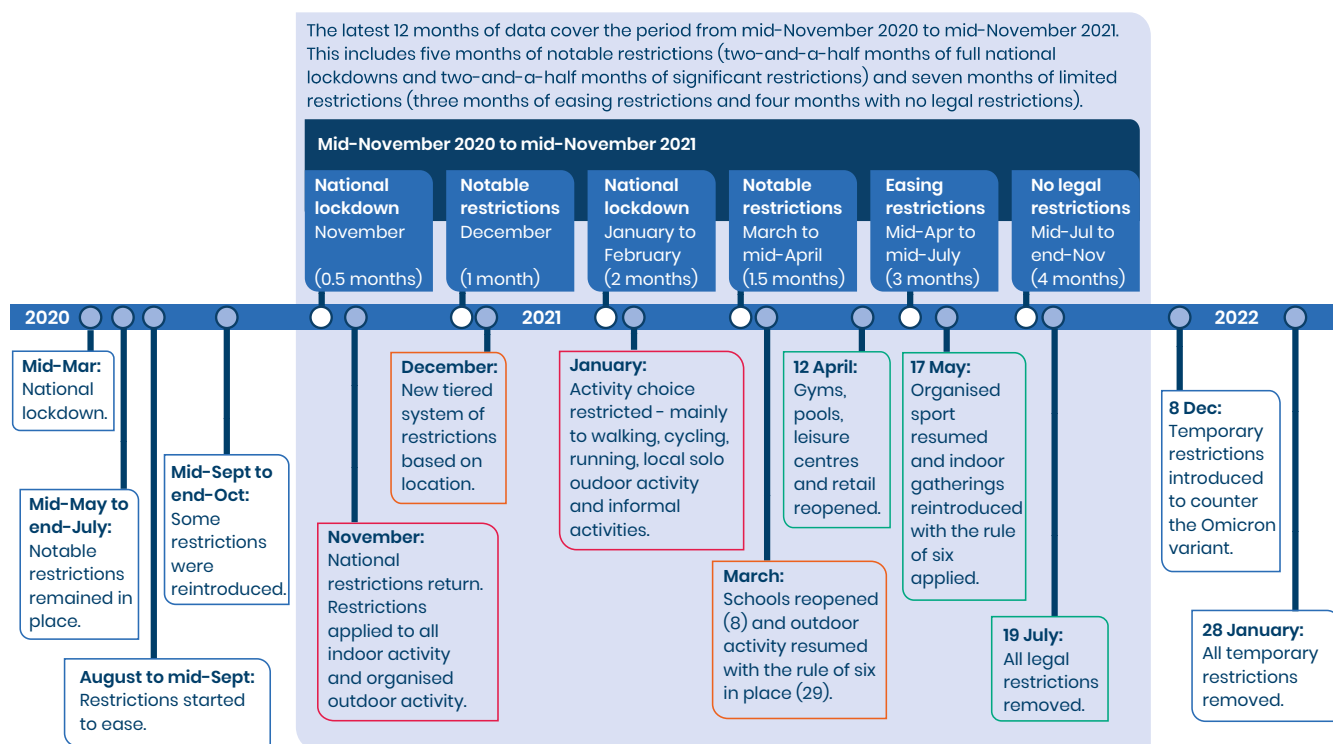 The latest 12 months of data cover the period from mid-November 2020 to mid-November 2021.
This includes five months of notable restrictions (two-and-a-half months of full national
lockdowns and two-and-a-half months of significant restrictions) and seven months of limited
restrictions (three months of easing restrictions and four months with no legal restrictions).
Mid-November 2020 to mid-November 2021
National
lockdown
November
(0.5 months)
Notable
restrictions
December
(1 month)
National
lockdown
January to
February
(2 months)
Notable
restrictions
March to
mid-April
(1.5 months)
Easing
restrictions
Mid-Apr to
mid-July
(3 months)
No legal
restrictions
Mid-Jul to
end-Nov
(4 months)
2020
2021
2022
Mid-Mar:
National
lockdown.
Mid-May to
end-July:
Notable
restrictions
remained in
place.
August to mid-Sept:
Restrictions started
to ease.
Mid-Sept to
end-Oct:
Some
restrictions
were
reintroduced.
November:
National
restrictions return.
Restrictions
applied to all
indoor activity
and organised
outdoor activity.
December:
New tiered
system of
restrictions
based on
location.
January:
Activity choice
restricted - mainly
to walking, cycling,
running, local solo
oudoor activity
and informal
activities.
March:
Schools reopened
(8) and outdoor
activity resumed
with the rule of six
in place (29).
12 April:
Gyms,
pools,
leisure
centres
and retail
reopened.
17 May:
Organised
sport
resumed
and indoor
gatherings
reintroduced
with the rule
of six
applied.
19 July:
All legal
restrictions
removed.
8 Dec:
Temporary
restrictions
introduced
to counter
the Omicron
variant.
28 January:
All temporary
restrictions
removed.